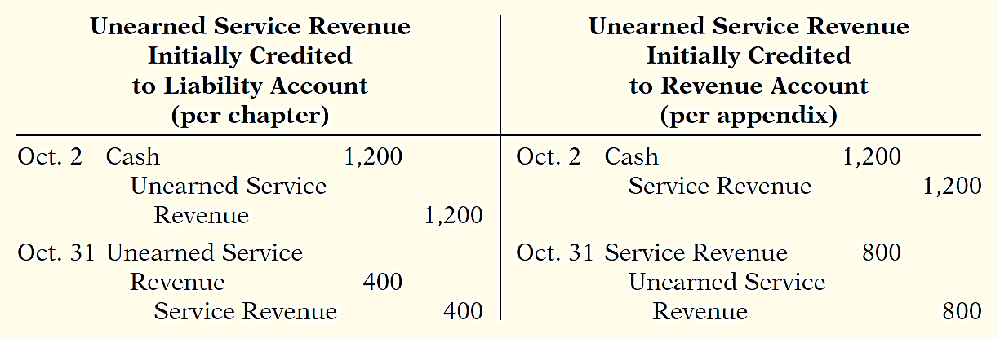 Unearned Service Revenue
Initially Credited
to Liability Account
(per chapter)
Oct. 2 Cash 1,200
Unearned Service
Revenue 1,200
Oct. 31 Unearned Service
Revenue 400
Service Revenue 400
Unearned Service Revenue
Initially Credited
to Revenue Account
(per appendix)
Oct. 2 Cash 1,200
Service Revenue 1,200
Oct. 31 Service Revenue 800
Unearned Service
Revenue 800